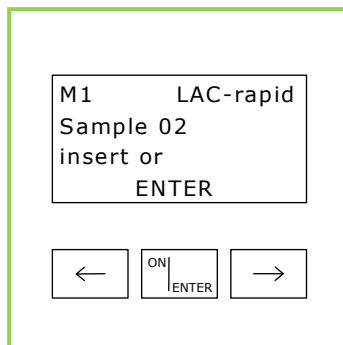 M1 LAC-rapid
Sample 02
insert or
ENTER
← ON ENTER →